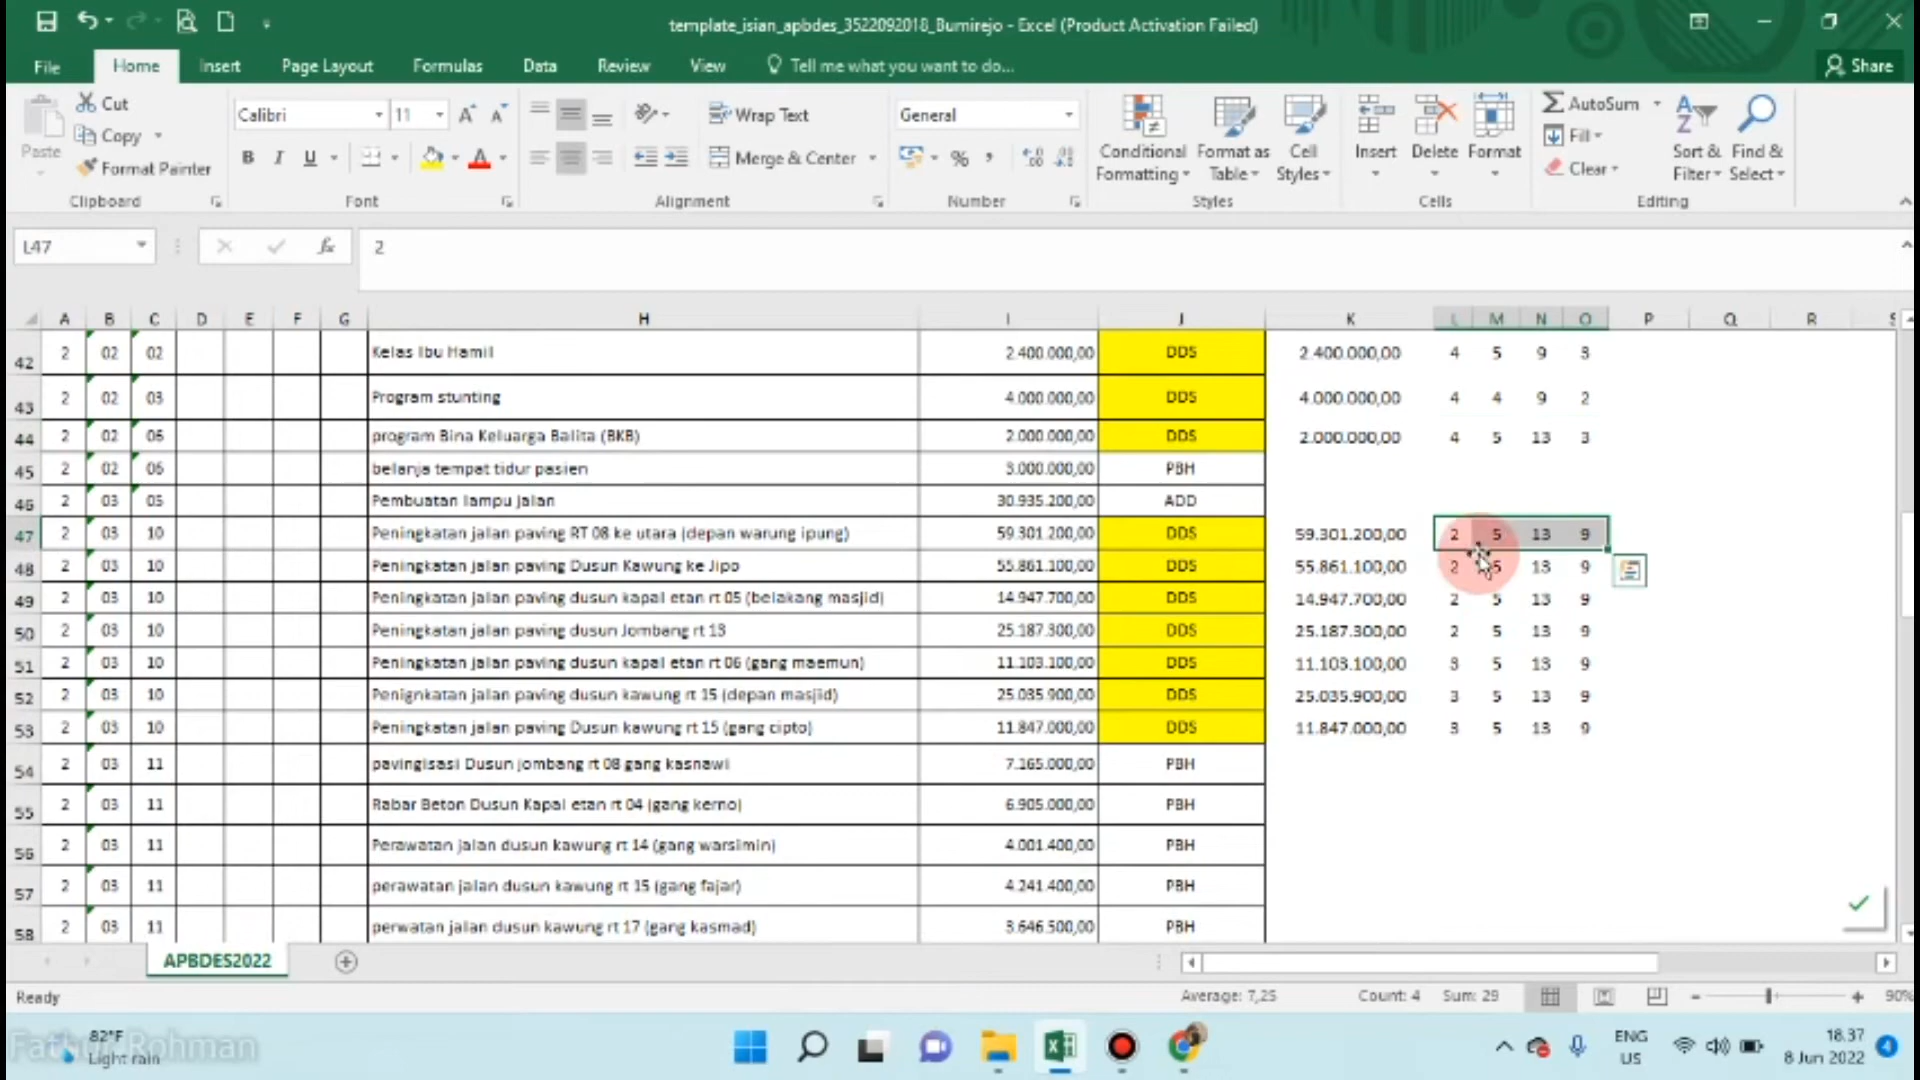 template_isian_apbdes_3522092018_Bumirejo - Excel (Product Activation Failed)
File Home Insert Page Layout Formulas Data Review View Tell me what you want to do... Share
Paste Cut Copy Format Painter Clipboard
Calibri 11 B I U Font
Wrap Text Merge & Center Alignment
General % , Number
Conditional Formatting Format as Table Cell Styles Styles
Insert Delete Format Cells
AutoSum Fill Clear Sort & Filter Find & Select Editing
L47 fx 2
A B C D E F G H I J K L M N O P Q R S
42 2 02 02 Kelas Ibu Hamil 2.400.000,00 DDS 2.400.000,00 4 5 9 3
43 2 02 03 Program stunting 4.000.000,00 DDS 4.000.000,00 4 4 9 2
44 2 02 06 program Bina Keluarga Balita (BKB) 2.000.000,00 DDS 2.000.000,00 4 5 13 3
45 2 02 06 belanja tempat tidur pasien 3.000.000,00 PBH
46 2 03 05 Pembuatan lampu jalan 30.935.200,00 ADD
47 2 03 10 Peningkatan jalan paving RT 08 ke utara (depan warung ipung) 59.301.200,00 DDS 59.301.200,00 2 5 13 9
48 2 03 10 Peningkatan jalan paving Dusun Kawung ke Jipo 55.861.100,00 DDS 55.861.100,00 2 5 13 9
49 2 03 10 Peningkatan jalan paving dusun kapal etan rt 05 (belakang masjid) 14.947.700,00 DDS 14.947.700,00 2 5 13 9
50 2 03 10 Peningkatan jalan paving dusun Jombang rt 13 25.187.300,00 DDS 25.187.300,00 2 5 13 9
51 2 03 10 Peningkatan jalan paving dusun kapal etan rt 06 (gang maemun) 11.103.100,00 DDS 11.103.100,00 3 5 13 9
52 2 03 10 Penignkatan jalan paving dusun kawung rt 15 (depan masjid) 25.035.900,00 DDS 25.035.900,00 3 5 13 9
53 2 03 10 Peningkatan jalan paving Dusun kawung rt 15 (gang cipto) 11.847.000,00 DDS 11.847.000,00 3 5 13 9
54 2 03 11 pavingisasi Dusun jombang rt 08 gang kasnawi 7.165.000,00 PBH
55 2 03 11 Rabar Beton Dusun Kapal etan rt 04 (gang kerno) 6.905.000,00 PBH
56 2 03 11 Perawatan jalan dusun kawung rt 14 (gang warsimin) 4.001.400,00 PBH
57 2 03 11 perawatan jalan dusun kawung rt 15 (gang fajar) 4.241.400,00 PBH
58 2 03 11 perwatan jalan dusun kawung rt 17 (gang kasmad) 3.646.500,00 PBH
APBDES2022
Ready Average: 7,25 Count: 4 Sum: 29 90%
82°F
Light rain
Fathur Rohman
ENG
US
18.37
8 Jun 2022
4